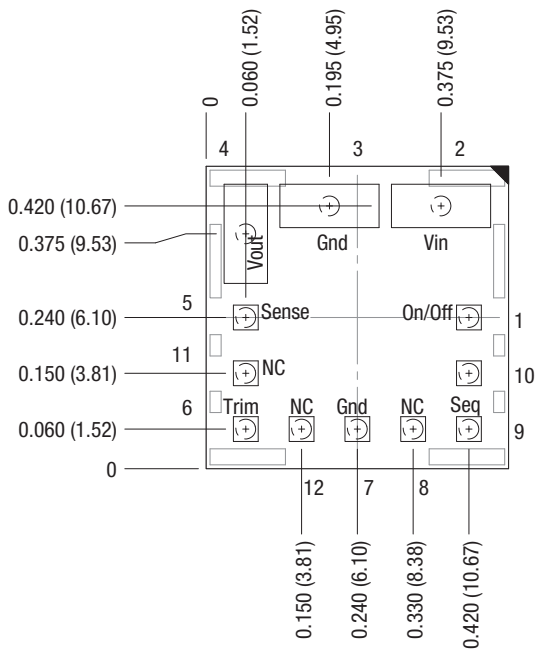 0
0.060 (1.52)
0.195 (4.95)
0.375 (9.53)
4
3
2
0.420 (10.67)
0.375 (9.53)
Vout
Gnd
Vin
5
0.240 (6.10)
Sense
On/Off
1
11
0.150 (3.81)
NC
10
6
0.060 (1.52)
Trim
NC
Gnd
NC
Seq
9
0
12
7
8
0.150 (3.81)
0.240 (6.10)
0.330 (8.38)
0.420 (10.67)